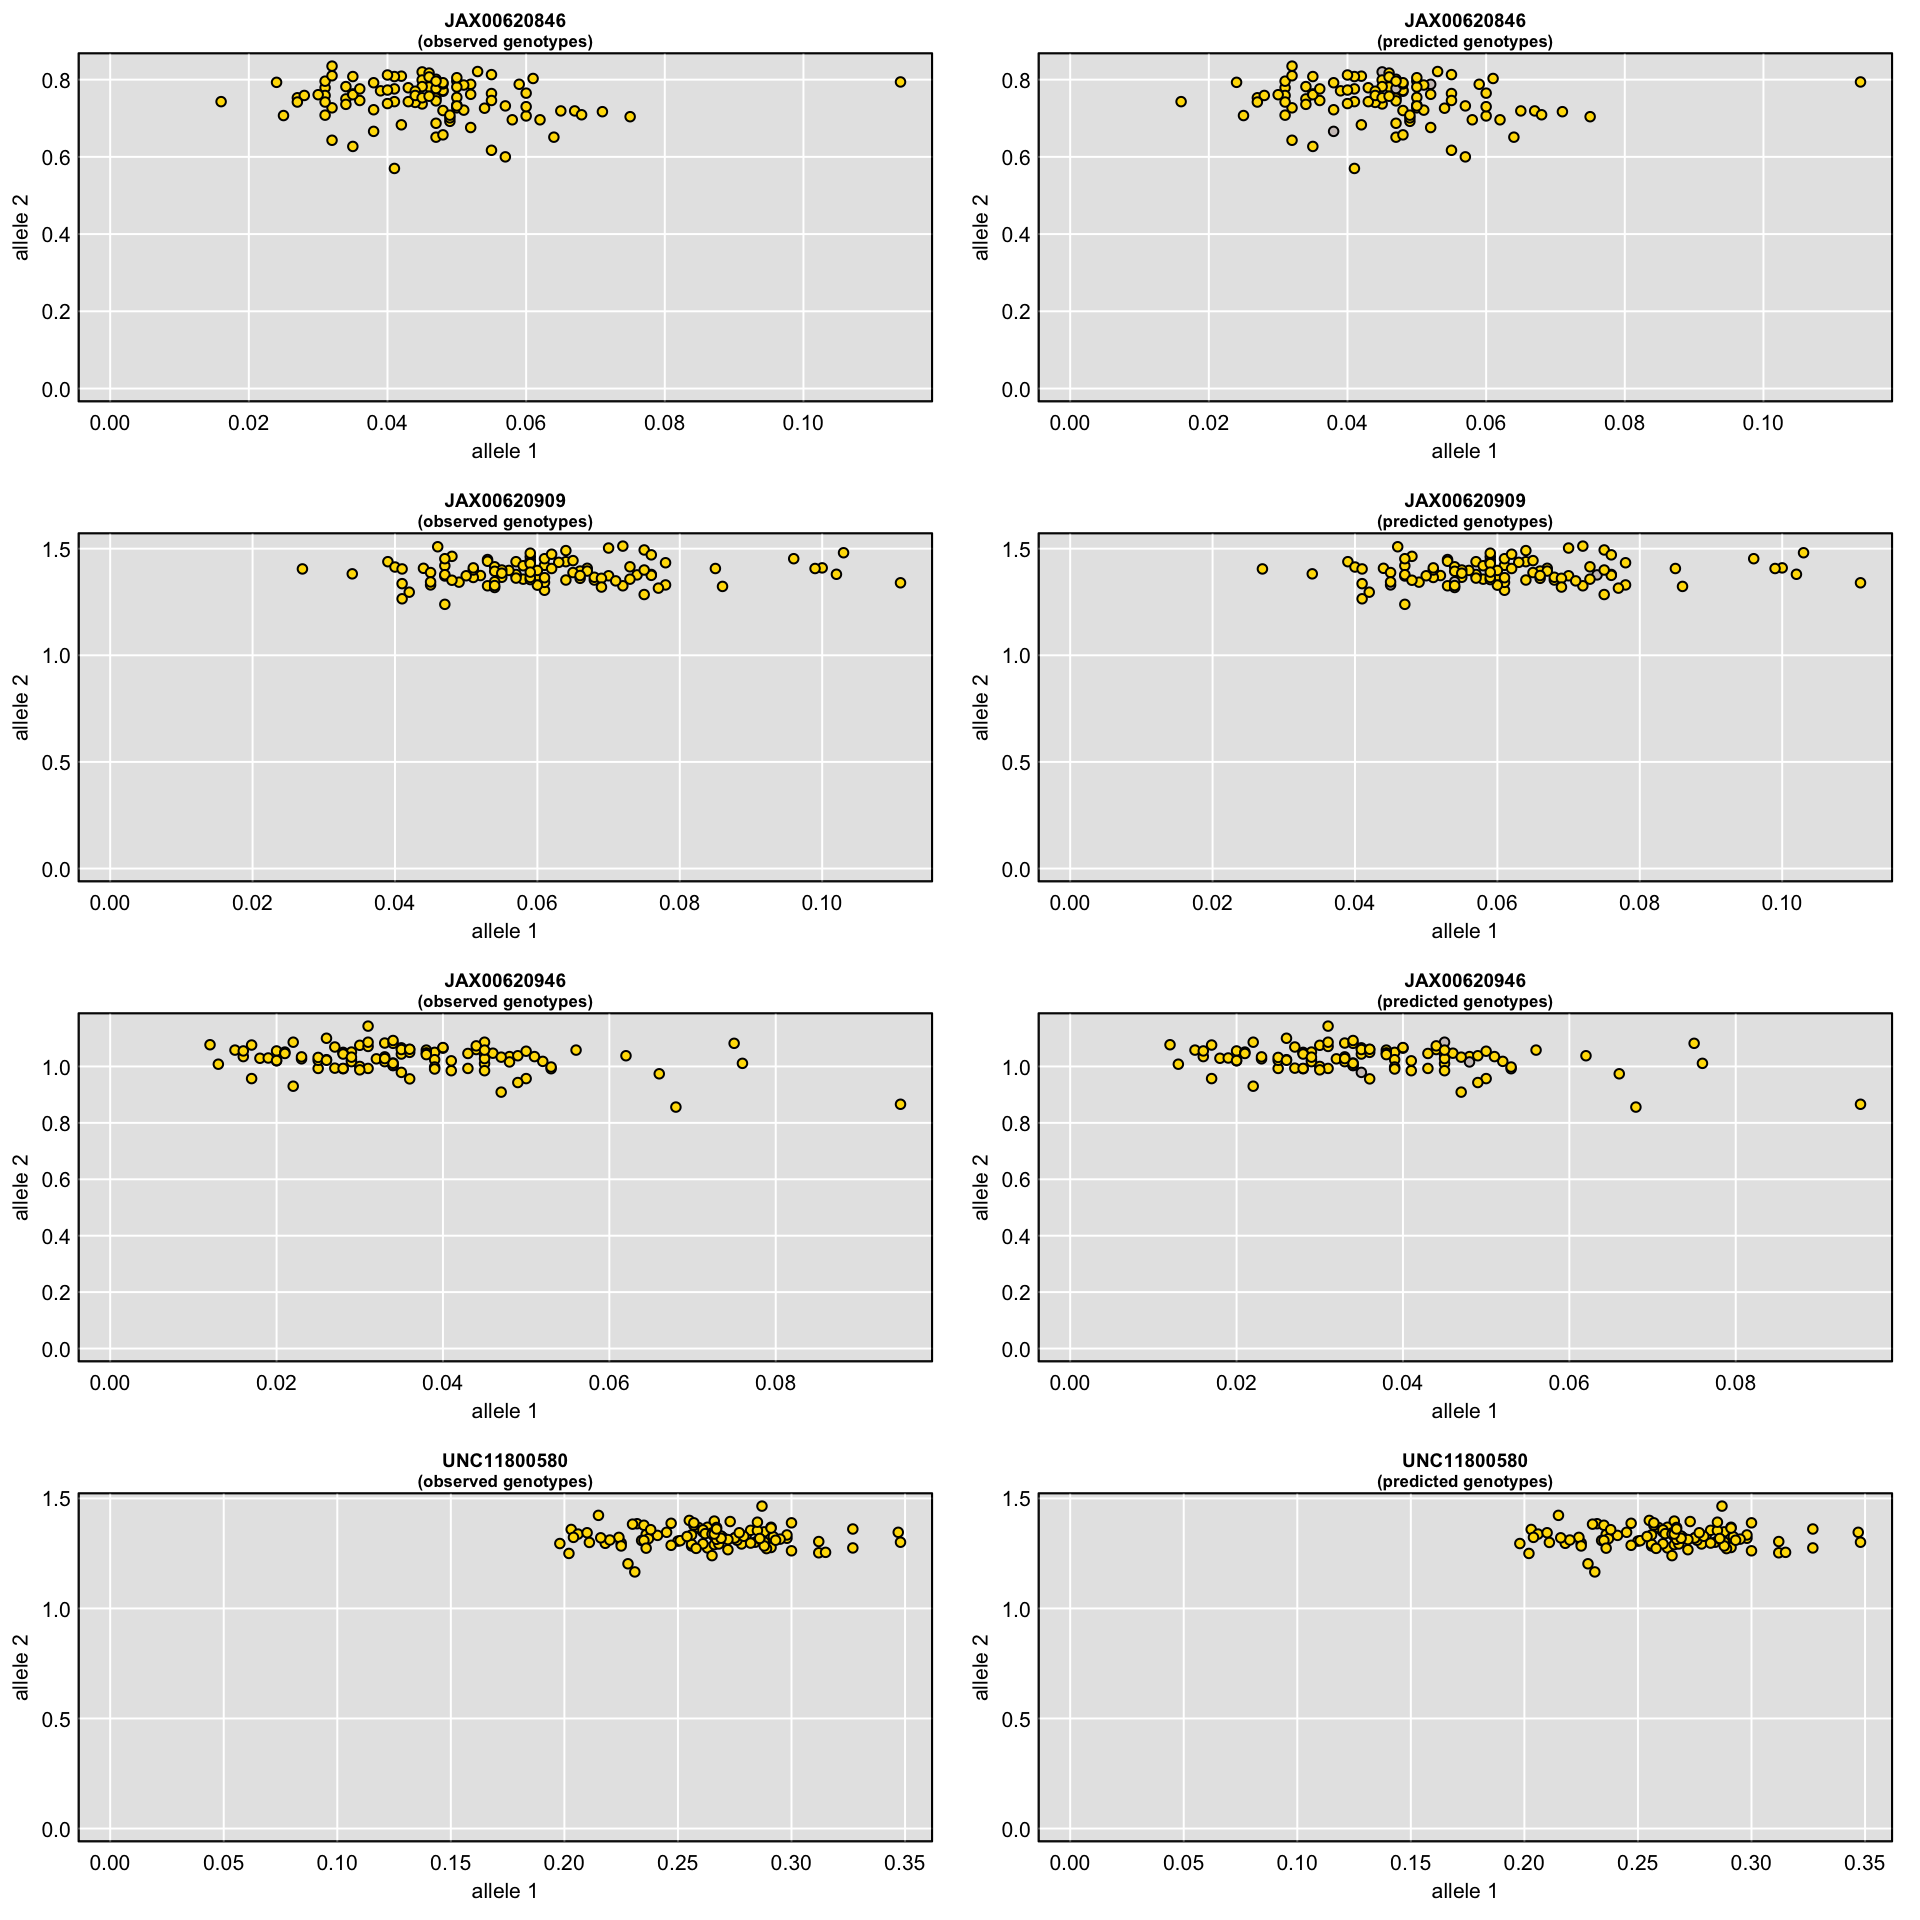 JAX00620846
(observed genotypes)
allele 2
0.8
0.6
0.4
0.2
0.0
0.00 0.02 0.04 0.06 0.08 0.10
allele 1
JAX00620846
(predicted genotypes)
allele 2
0.8
0.6
0.4
0.2
0.0
0.00 0.02 0.04 0.06 0.08 0.10
allele 1
JAX00620909
(observed genotypes)
allele 2
1.5
1.0
0.5
0.0
0.00 0.02 0.04 0.06 0.08 0.10
allele 1
JAX00620909
(predicted genotypes)
allele 2
1.5
1.0
0.5
0.0
0.00 0.02 0.04 0.06 0.08 0.10
allele 1
JAX00620946
(observed genotypes)
allele 2
1.0
0.8
0.6
0.4
0.2
0.0
0.00 0.02 0.04 0.06 0.08
allele 1
JAX00620946
(predicted genotypes)
allele 2
1.0
0.8
0.6
0.4
0.2
0.0
0.00 0.02 0.04 0.06 0.08
allele 1
UNC11800580
(observed genotypes)
allele 2
1.5
1.0
0.5
0.0
0.00 0.05 0.10 0.15 0.20 0.25 0.30 0.35
allele 1
UNC11800580
(predicted genotypes)
allele 2
1.5
1.0
0.5
0.0
0.00 0.05 0.10 0.15 0.20 0.25 0.30 0.35
allele 1